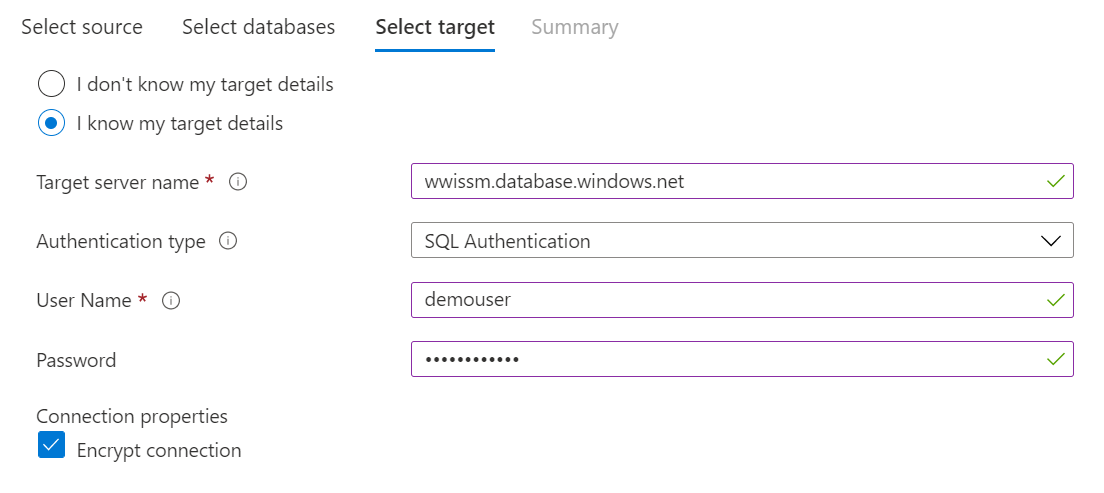 Select source Select databases Select target Summary
I don't know my target details
I know my target details
Target server name * wwissm.database.windows.net
Authentication type SQL Authentication
User Name * demouser
Password ••••••••••••
Connection properties
Encrypt connection